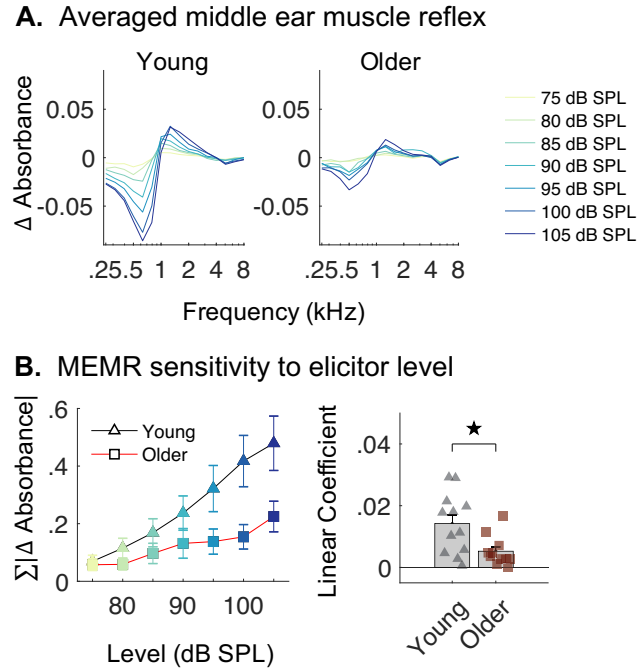 A. Averaged middle ear muscle reflex
Young
Older
Δ Absorbance
0.05
0
-0.05
.25.5 1 2 4 8
0.05
0
-0.05
.25.5 1 2 4 8
Frequency (kHz)
75 dB SPL
80 dB SPL
85 dB SPL
90 dB SPL
95 dB SPL
100 dB SPL
105 dB SPL
B. MEMR sensitivity to elicitor level
∑|Δ Absorbance|
.6
.4
.2
0
Young
Older
80 90 100
Level (dB SPL)
Linear Coefficient
.04
.02
0
Young
Older